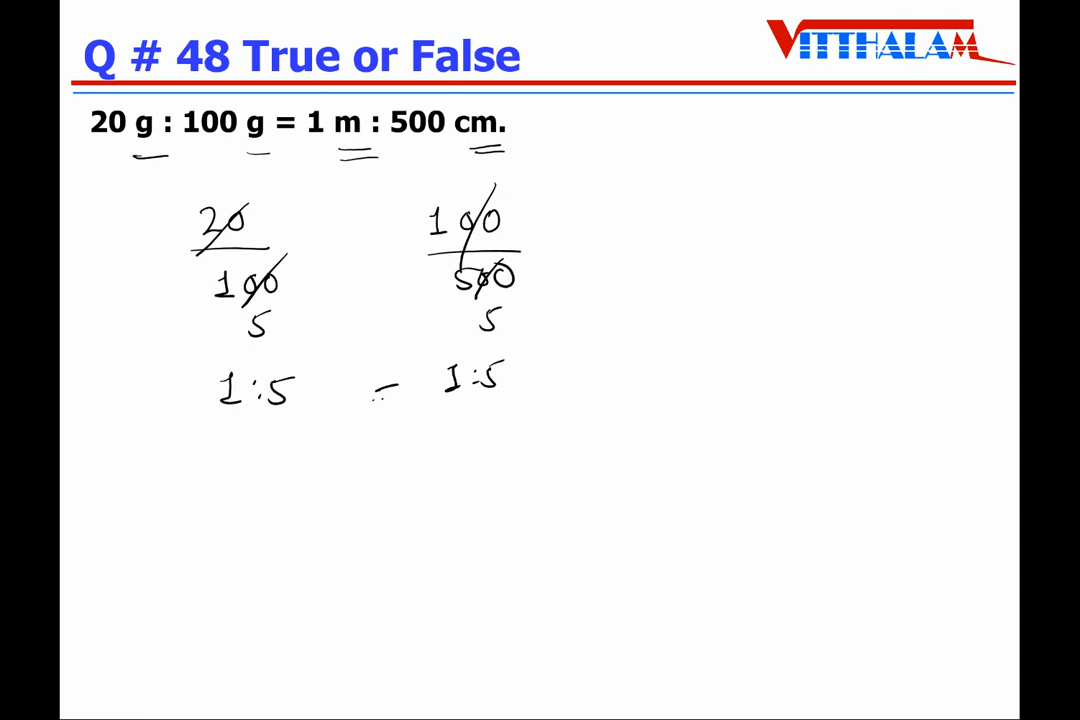 Q # 48 True or False
VITTHALAM
20 g : 100 g = 1 m : 500 cm.
20 100
100 500
5 5
1:5 = 1:5